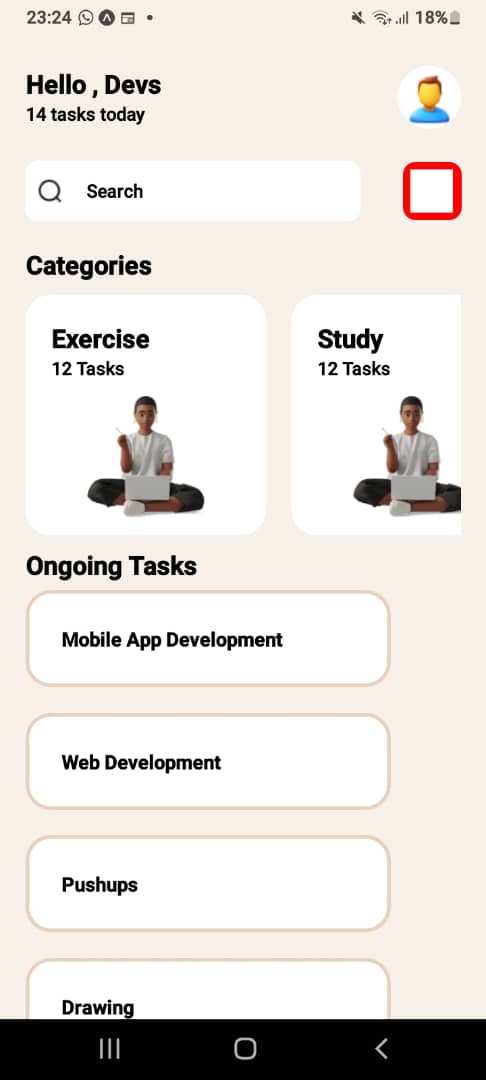 23:24 18%
Hello , Devs
14 tasks today
Search
Categories
Exercise
12 Tasks
Study
12 Tasks
Ongoing Tasks
Mobile App Development
Web Development
Pushups
Drawing